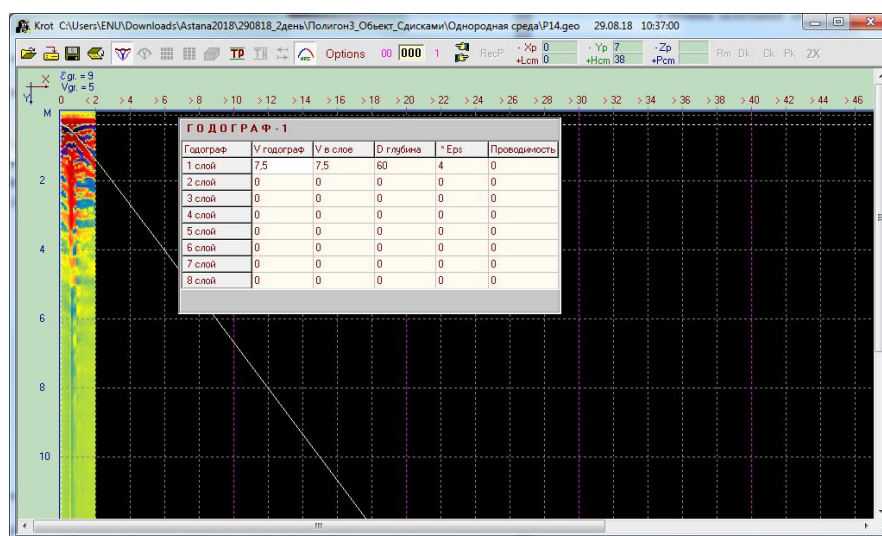 Krot C:\Users\ENU\Downloads\Astana2018\290818_2день\Полигон3_Обьект_Сдисками\Однородная среда\P14.geo 29.08.18 10:37:00
TP Options 00 000 1 RecP · Xp 0 · Yp 7 · Zp Rm Dk Ck Pk 2X
+Lcm 0 +Hcm 38 +Pcm
X Ɛgr. = 9
Vgr. = 5
Y 0 < 2 > 4 > 6 > 8 > 10 > 12 > 14 > 16 > 18 > 20 > 22 > 24 > 26 > 28 > 30 > 32 > 34 > 36 > 38 > 40 > 42 > 44 > 46
М
ГОДОГРАФ-1
Годограф V годограф V в слое D глубина * Eps Проводимость
1 слой 7,5 7,5 60 4 0
2 слой 0 0 0 0 0
3 слой 0 0 0 0 0
4 слой 0 0 0 0 0
5 слой 0 0 0 0 0
6 слой 0 0 0 0 0
7 слой 0 0 0 0 0
8 слой 0 0 0 0 0
2
4
6
8
10